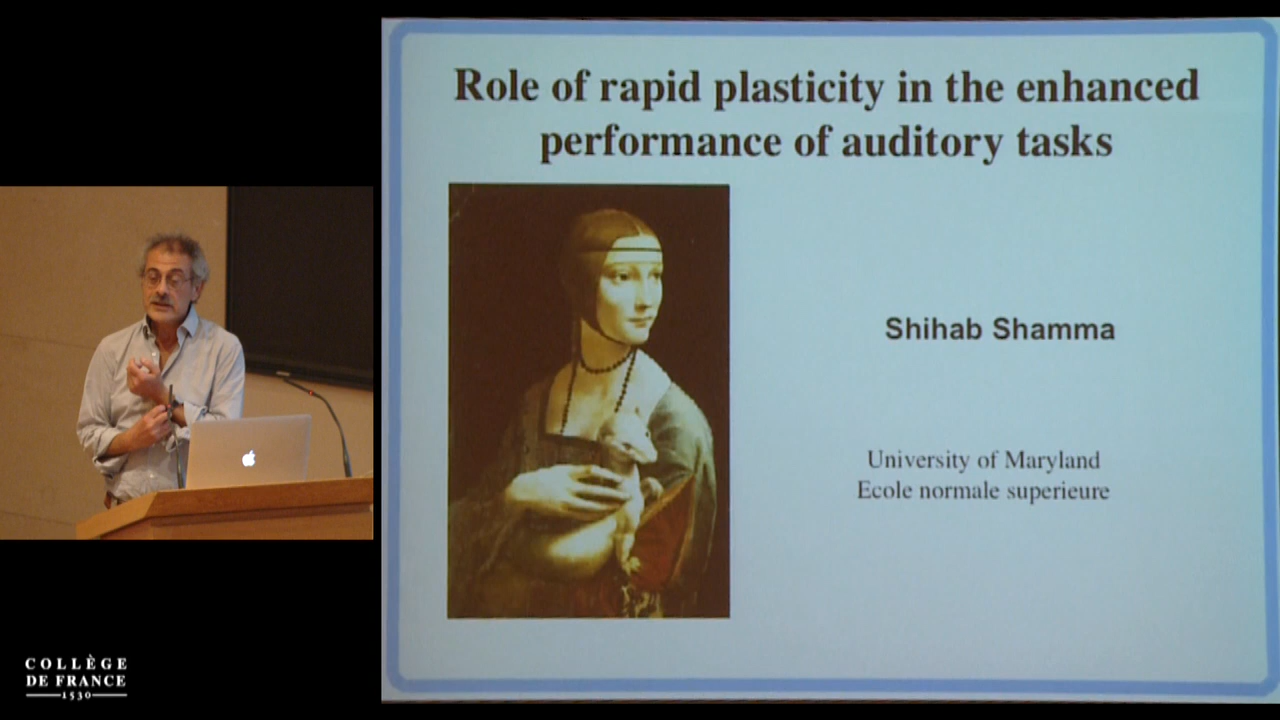 Role of rapid plasticity in the enhanced
performance of auditory tasks
Shihab Shamma
University of Maryland
Ecole normale superieure
COLLÈGE
DE FRANCE
1530